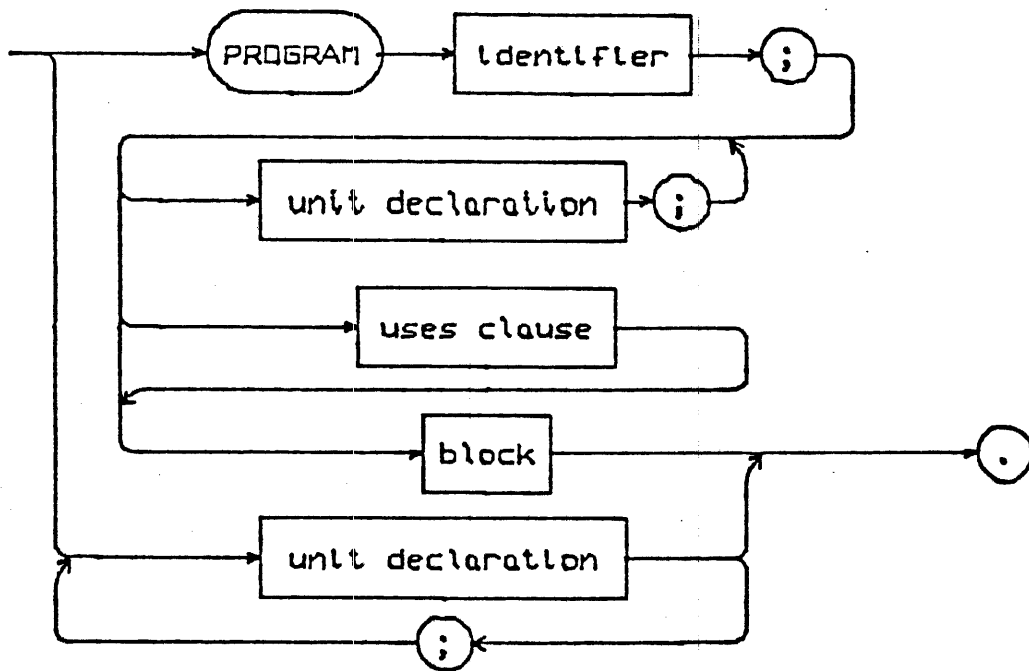 PROGRAM identifier ;
unit declaration ;
uses clause
block .
unit declaration
;